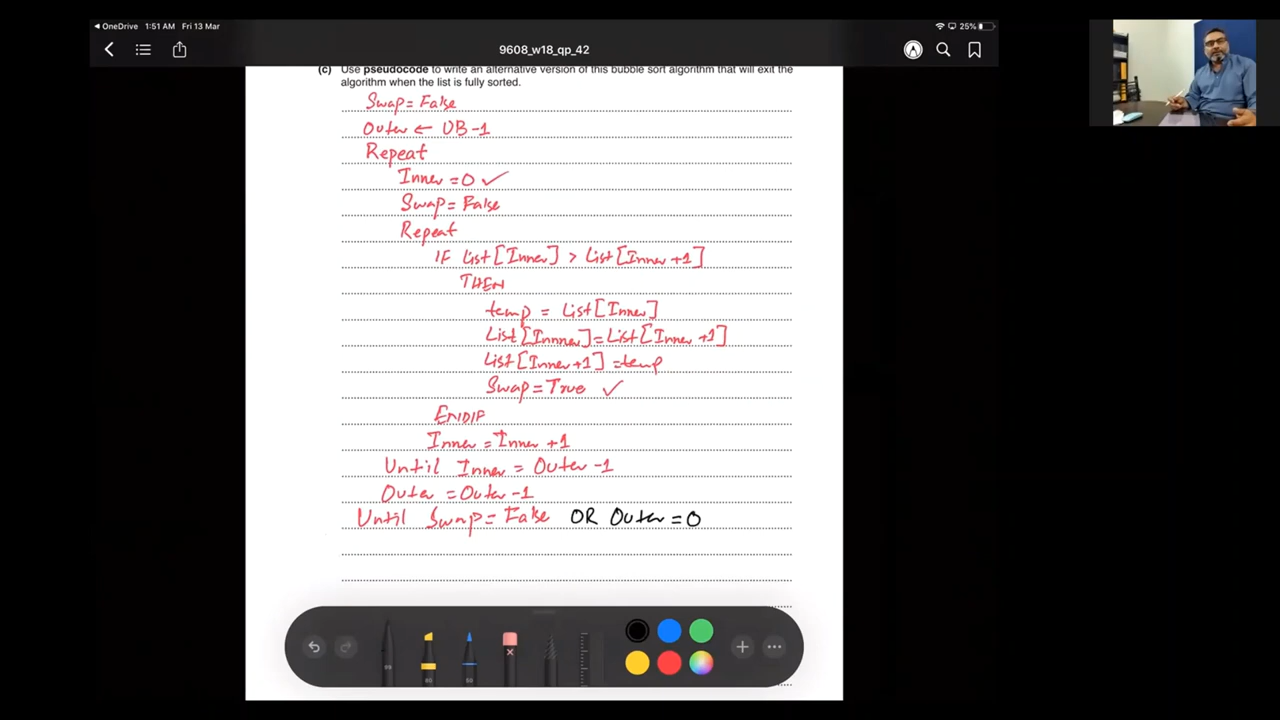 OneDrive 1:51 AM Fri 13 Mar
25%
9608_w18_qp_42
(c) Use pseudocode to write an alternative version of this bubble sort algorithm that will exit the
algorithm when the list is fully sorted.
Swap = False
Outer ← UB-1
Repeat
Inner = 0 ✓
Swap = False
Repeat
IF List[Inner] > List[Inner+1]
THEN
temp = List[Inner]
List[Innner] = List[Inner+1]
List[Inner+1] = temp
Swap = True ✓
ENDIF
Inner = Inner +1
Until Inner = Outer -1
Outer = Outer -1
Until Swap = False OR Outer = 0